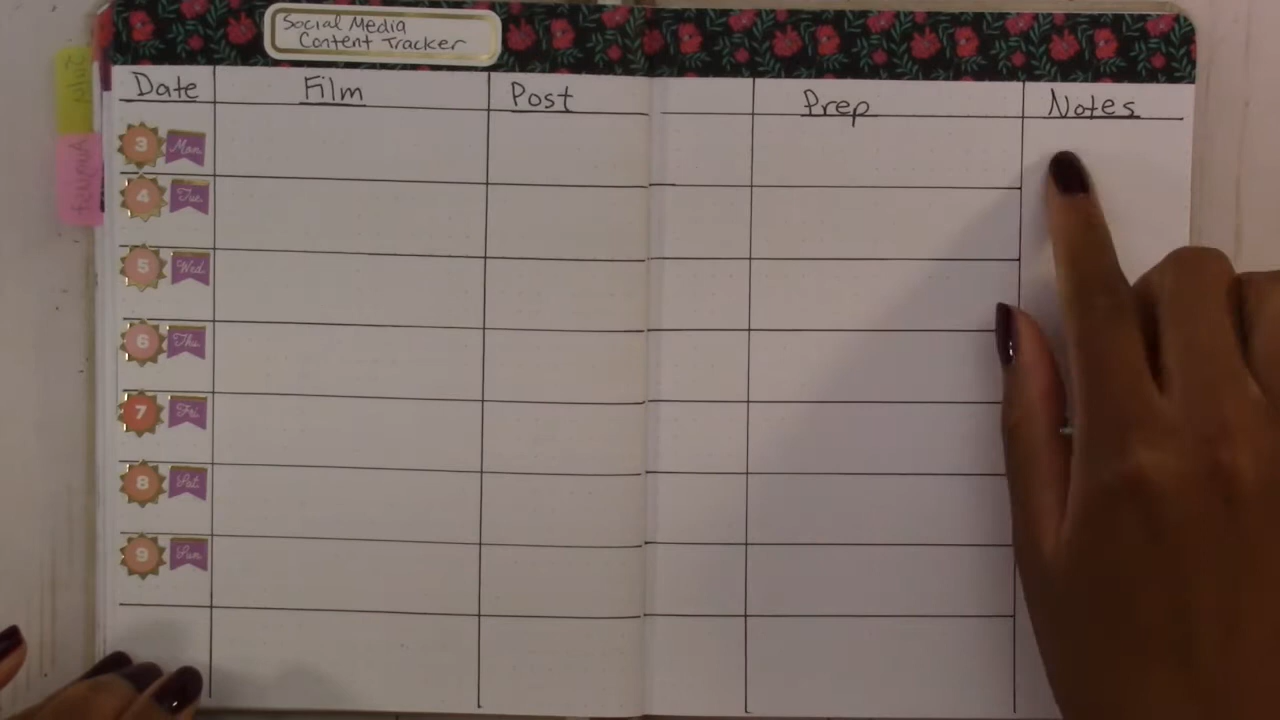 Social Media
Content Tracker
Date Film Post Prep Notes
3 Mon
4 Tue
5 Wed
6 Thu
7 Fri
8 Sat
9 Sun
August